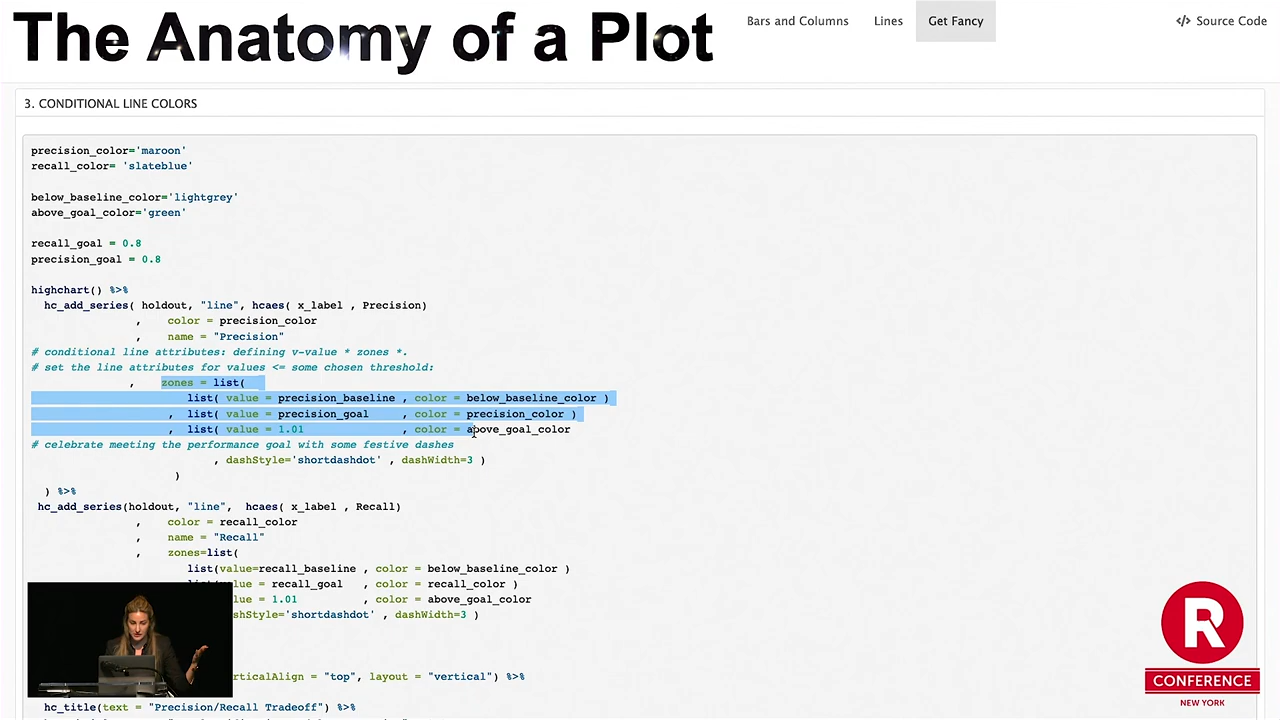 The Anatomy of a Plot
Bars and Columns Lines Get Fancy </> Source Code
3. CONDITIONAL LINE COLORS
precision_color='maroon'
recall_color= 'slateblue'
below_baseline_color='lightgrey'
above_goal_color='green'
recall_goal = 0.8
precision_goal = 0.8
highchart() %>%
hc_add_series( holdout, "line", hcaes( x_label , Precision)
, color = precision_color
, name = "Precision"
# conditional line attributes: defining v-value * zones *.
# set the line attributes for values <= some chosen threshold:
, zones = list(
list( value = precision_baseline , color = below_baseline_color )
, list( value = precision_goal , color = precision_color )
, list( value = 1.01 , color = above_goal_color
# celebrate meeting the performance goal with some festive dashes
, dashStyle='shortdashdot' , dashWidth=3 )
)
) %>%
hc_add_series(holdout, "line", hcaes( x_label , Recall)
, color = recall_color
, name = "Recall"
, zones=list(
list(value=recall_baseline , color = below_baseline_color )
= recall_goal , color = recall_color )
= 1.01 , color = above_goal_color
='shortdashdot' , dashWidth=3 )
= "top", layout = "vertical") %>%
hc_title(text = "Precision/Recall Tradeoff") %>%
R
CONFERENCE
NEW YORK